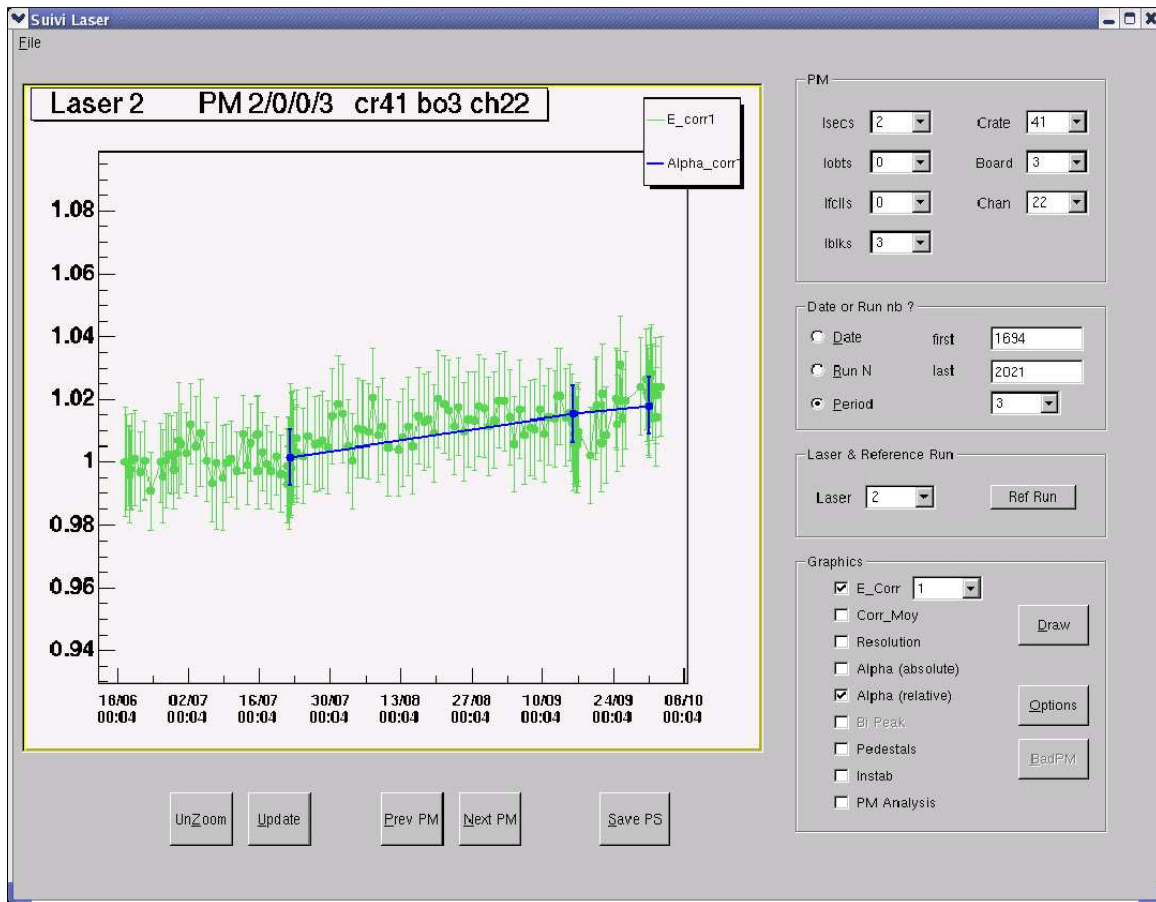 Suivi Laser
File
Laser 2 PM 2/0/0/3 cr41 bo3 ch22
E_corr1
Alpha_corr
1.08
1.06
1.04
1.02
1
0.98
0.96
0.94
16/06 02/07 16/07 30/07 13/08 27/08 10/09 24/09 06/10
00:04 00:04 00:04 00:04 00:04 00:04 00:04 00:04 00:04
UnZoom Update Prev PM Next PM Save PS
PM
Isecs 2 Crate 41
Iobts 0 Board 3
Ifclls 0 Chan 22
Iblks 3
Date or Run nb ?
Date first 1694
Run N last 2021
Period 3
Laser & Reference Run
Laser 2 Ref Run
Graphics
E_Corr 1
Corr_Moy
Draw
Resolution
Alpha (absolute)
Alpha (relative)
Options
Bi Peak
Pedestals
BadPM
Instab
PM Analysis